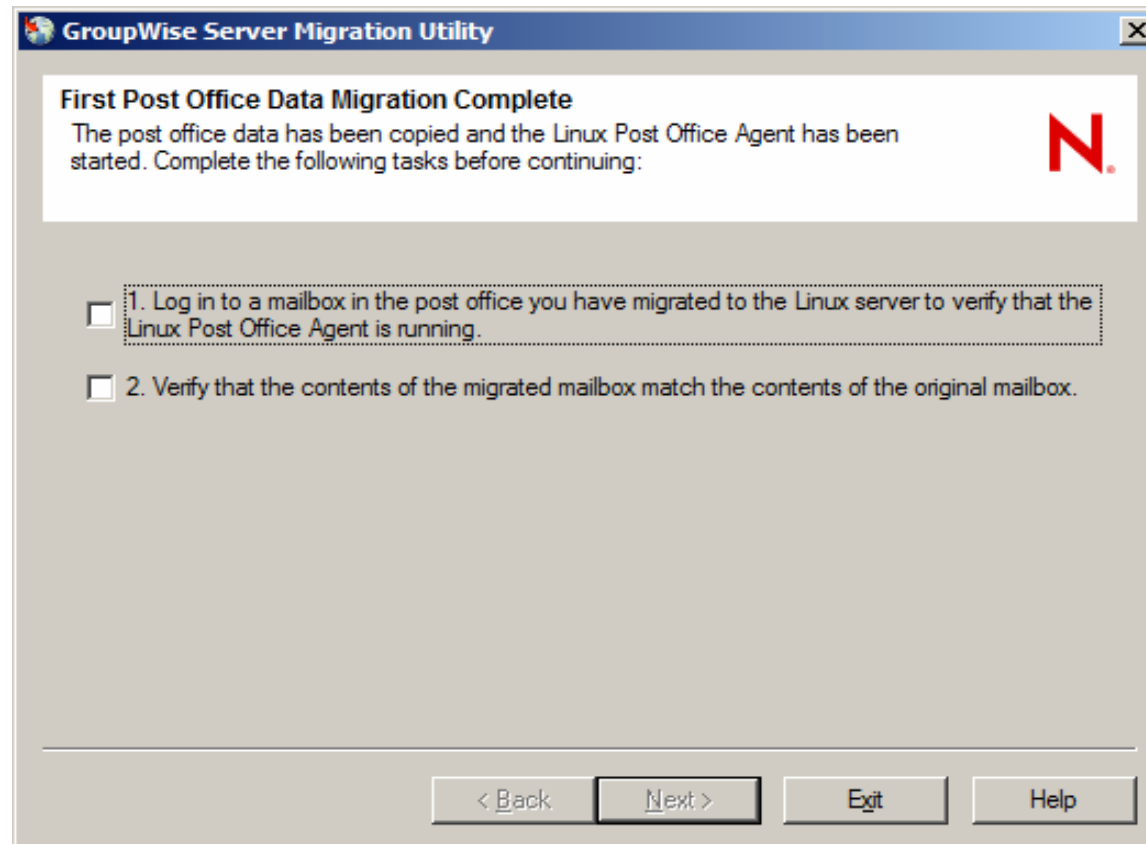 GroupWise Server Migration Utility
First Post Office Data Migration Complete
The post office data has been copied and the Linux Post Office Agent has been
started. Complete the following tasks before continuing:
N
1. Log in to a mailbox in the post office you have migrated to the Linux server to verify that the
Linux Post Office Agent is running.
2. Verify that the contents of the migrated mailbox match the contents of the original mailbox.
< Back Next > Exit Help